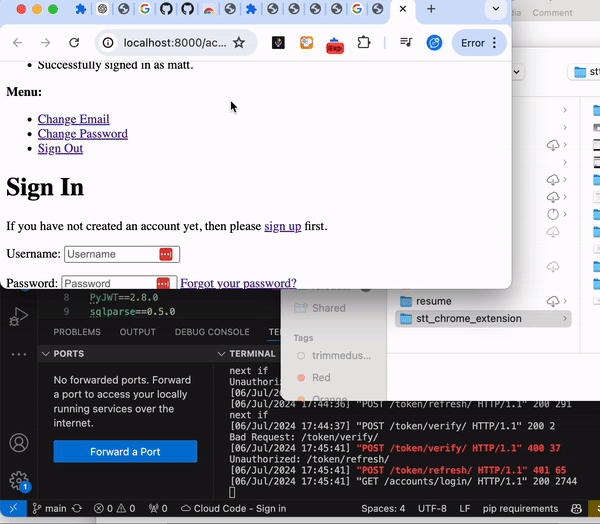 localhost:8000/ac...
Exp
Error
Successfully signed in as matt.
Menu:
Change Email
Change Password
Sign Out
Sign In
If you have not created an account yet, then please sign up first.
Username: Username
Password: Password Forgot your password?
Comment
stt
Shared
Tags
trimmedus...
Red
Orange
resume
stt_chrome_extension
8 PyJWT==2.8.0
9 sqlparse==0.5.0
PROBLEMS OUTPUT DEBUG CONSOLE
PORTS
No forwarded ports. Forward
a port to access your locally
running services over the
internet.
Forward a Port
1
TERMINAL
next if
Unauthoriz
[06/Jul/20
[06/Jul/2024 17:44:36] "POST /token/refresh/ HTTP/1.1" 200 291
next if
[06/Jul/2024 17:44:37] "POST /token/verify/ HTTP/1.1" 200 2
Bad Request: /token/verify/
[06/Jul/2024 17:45:41] "POST /token/verify/ HTTP/1.1" 400 37
Unauthorized: /token/refresh/
[06/Jul/2024 17:45:41] "POST /token/refresh/ HTTP/1.1" 401 65
[06/Jul/2024 17:45:41] "GET /accounts/login/ HTTP/1.1" 200 2744
main 0 0 0 Cloud Code - Sign in Spaces: 4 UTF-8 LF pip requirements